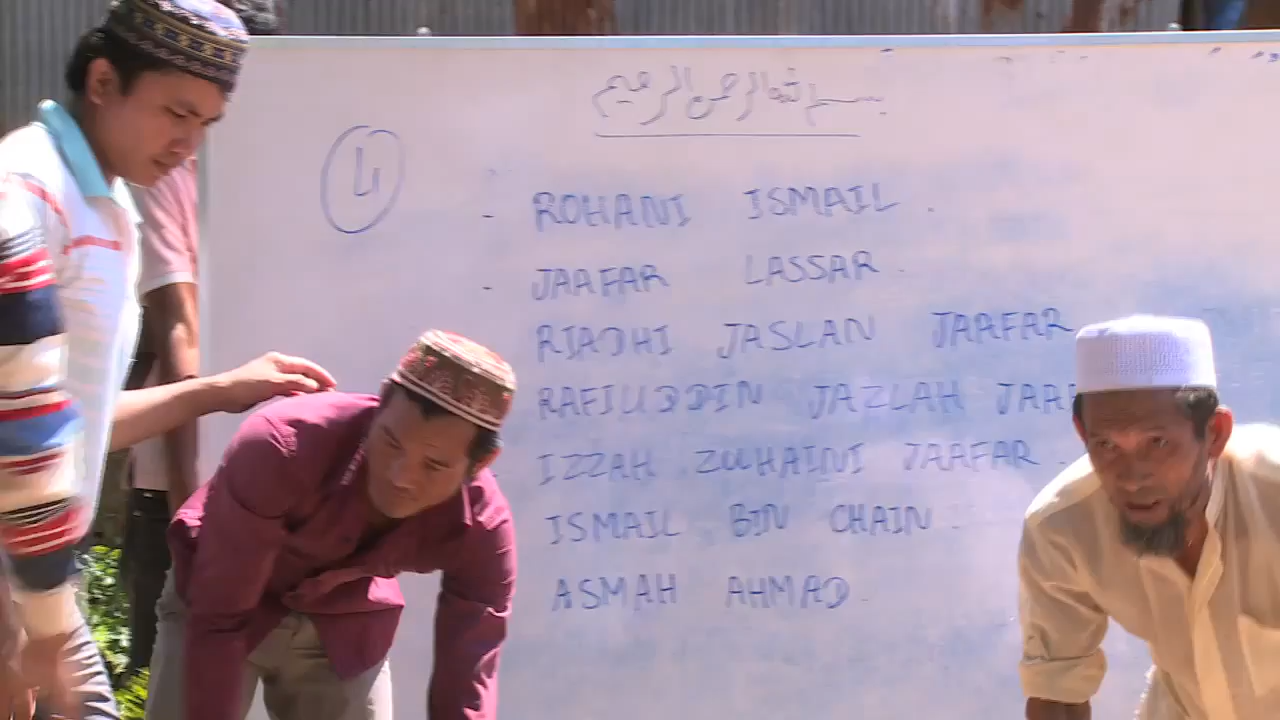 بسم الله الرحمن الرحيم
4
- ROHANI ISMAIL.
- JAAFAR LASSAR.
RIADHI JASLAN JAAFAR
RAFIUDDIN JAZLAH
IZZAH ZUHAINI JAAFAR.
ISMAIL BIN CHAIN.
ASMAH AHMAD.